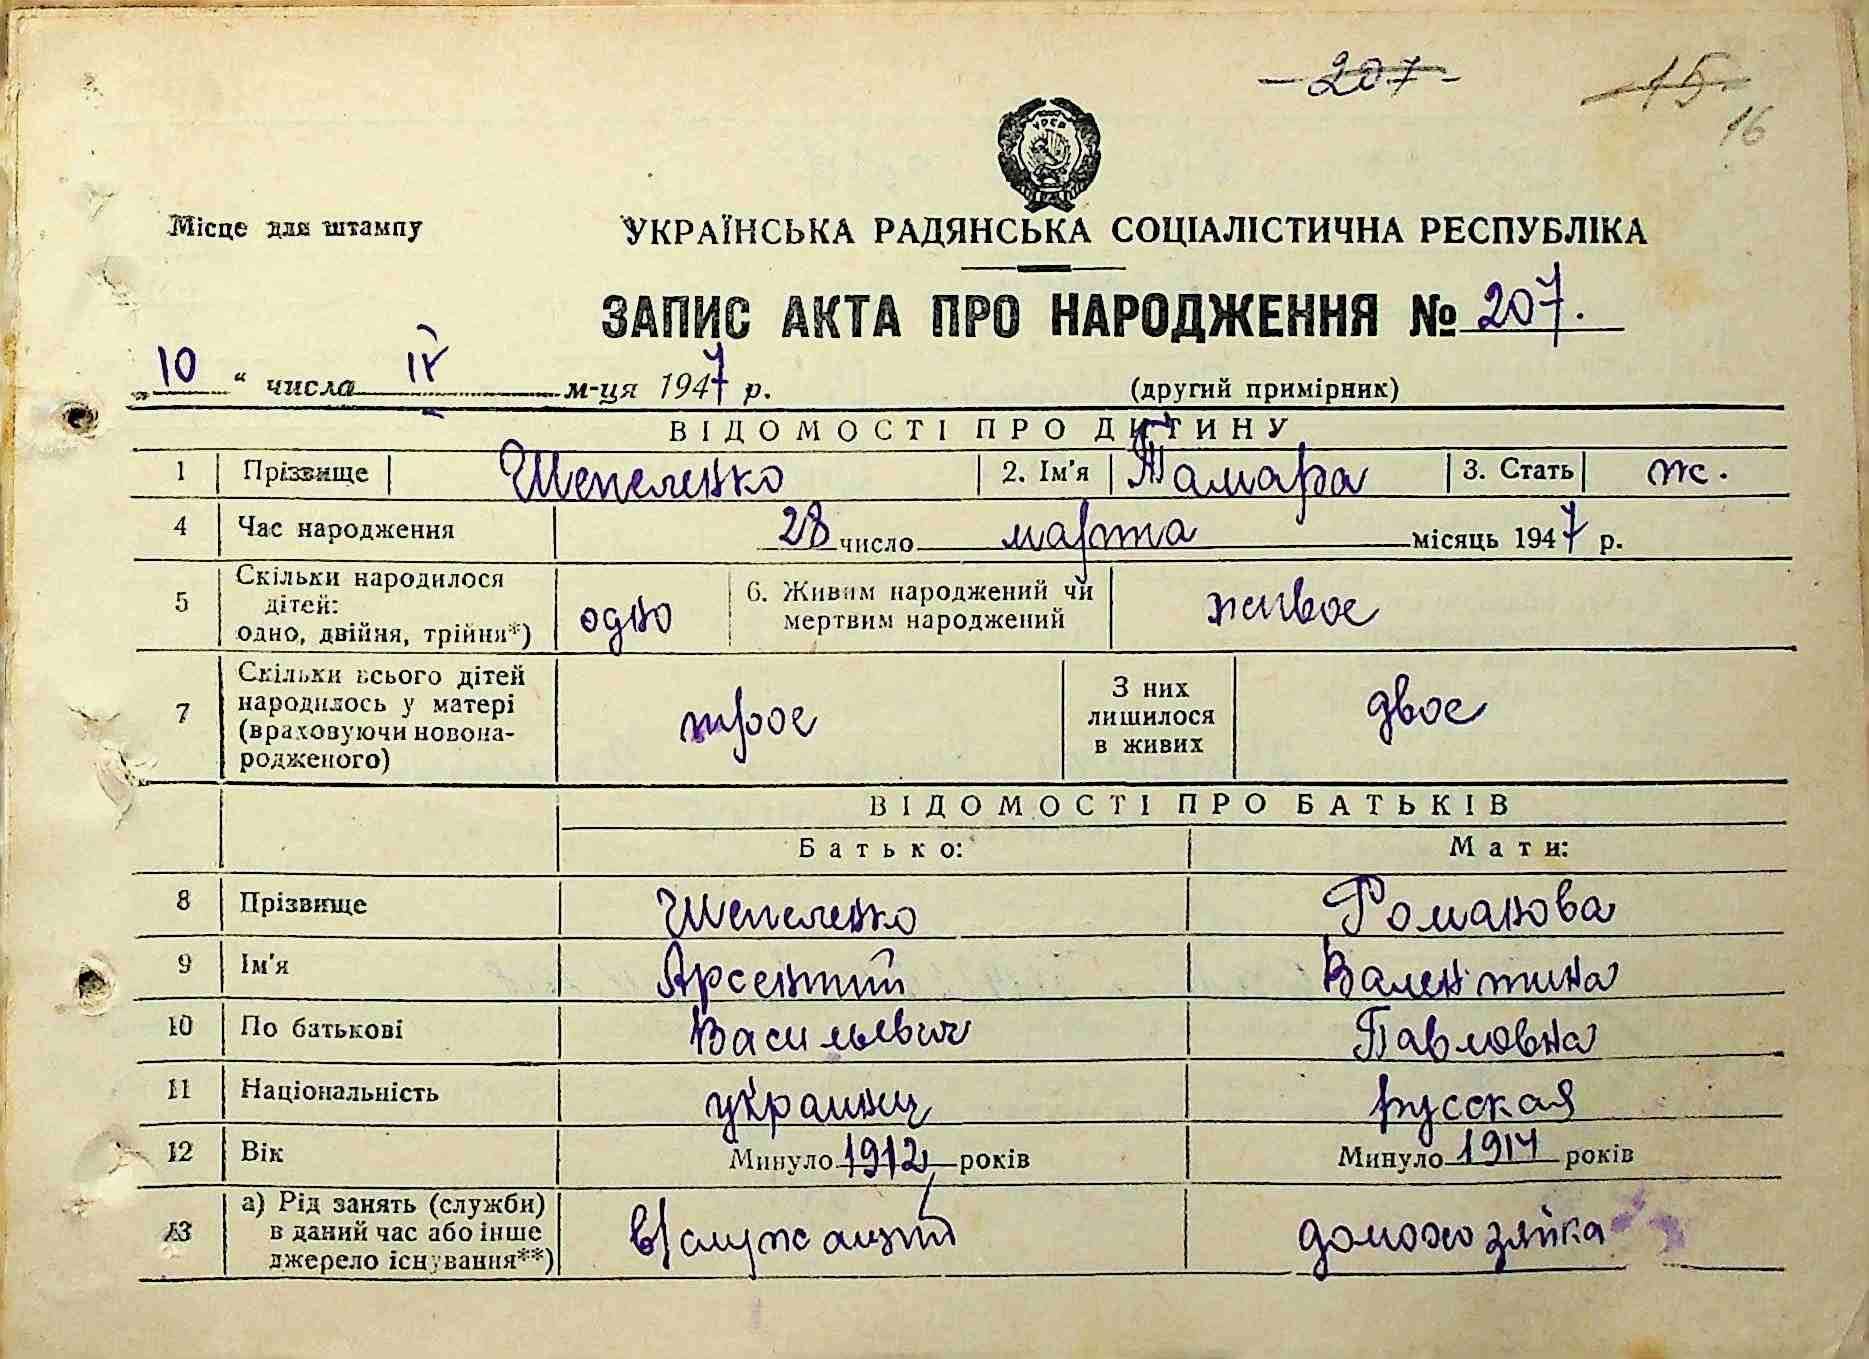 207
15
16
УРСР
Місце для штампу
УКРАЇНСЬКА РАДЯНСЬКА СОЦІАЛІСТИЧНА РЕСПУБЛІКА
ЗАПИС АКТА ПРО НАРОДЖЕННЯ № 207.
„10“ числа IV м-ця 1947 р. (другий примірник)
ВІДОМОСТІ ПРО ДИТИНУ
1 Прізвище Шепеленко 2. Ім'я Тамара 3. Стать ж.
4 Час народження 28 число марта місяць 1947 р.
5 Скільки народилося
дітей:
одно, двійня, трійня*) одно 6. Живим народжений чи
мертвим народжений живое
7 Скільки всього дітей
народилось у матері
(враховуючи новона-
родженого) трое З них
лишилося
в живих двое
ВІДОМОСТІ ПРО БАТЬКІВ
Батько: Мати:
8 Прізвище Шепеленко Романова
9 Ім'я Арсентий Валентина
10 По батькові Васильевич Павловна
11 Національність украинец русская
12 Вік Минуло 1912 років Минуло 1914 років
13 а) Рід занять (служби)
в даний час або інше
джерело існування**) в/служащий домохозяйка